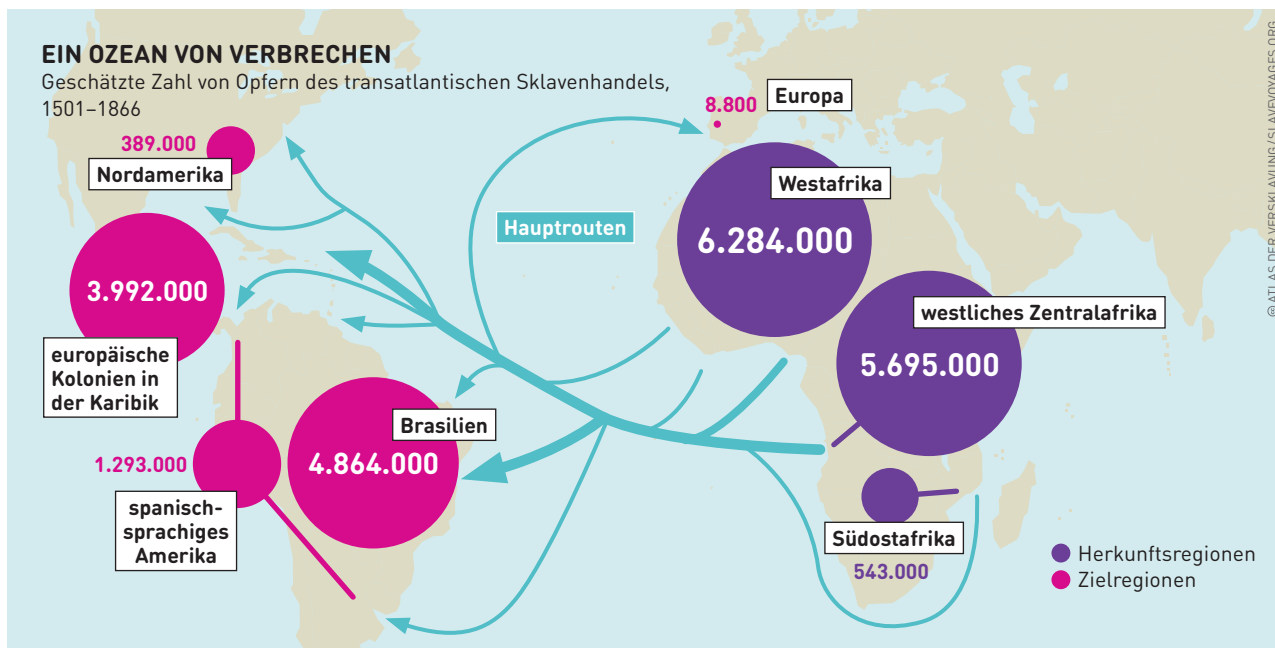 EIN OZEAN VON VERBRECHEN
Geschätzte Zahl von Opfern des transatlantischen Sklavenhandels,
1501–1866
389.000
Nordamerika
8.800
Europa
Westafrika
6.284.000
Hauptrouten
3.992.000
europäische
Kolonien in
der Karibik
westliches Zentralafrika
5.695.000
Brasilien
4.864.000
1.293.000
spanisch-
sprachiges
Amerika
Südostafrika
543.000
Herkunftsregionen
Zielregionen
© ATLAS DER VERSKLAVUNG / SLAVEVOYAGES.ORG